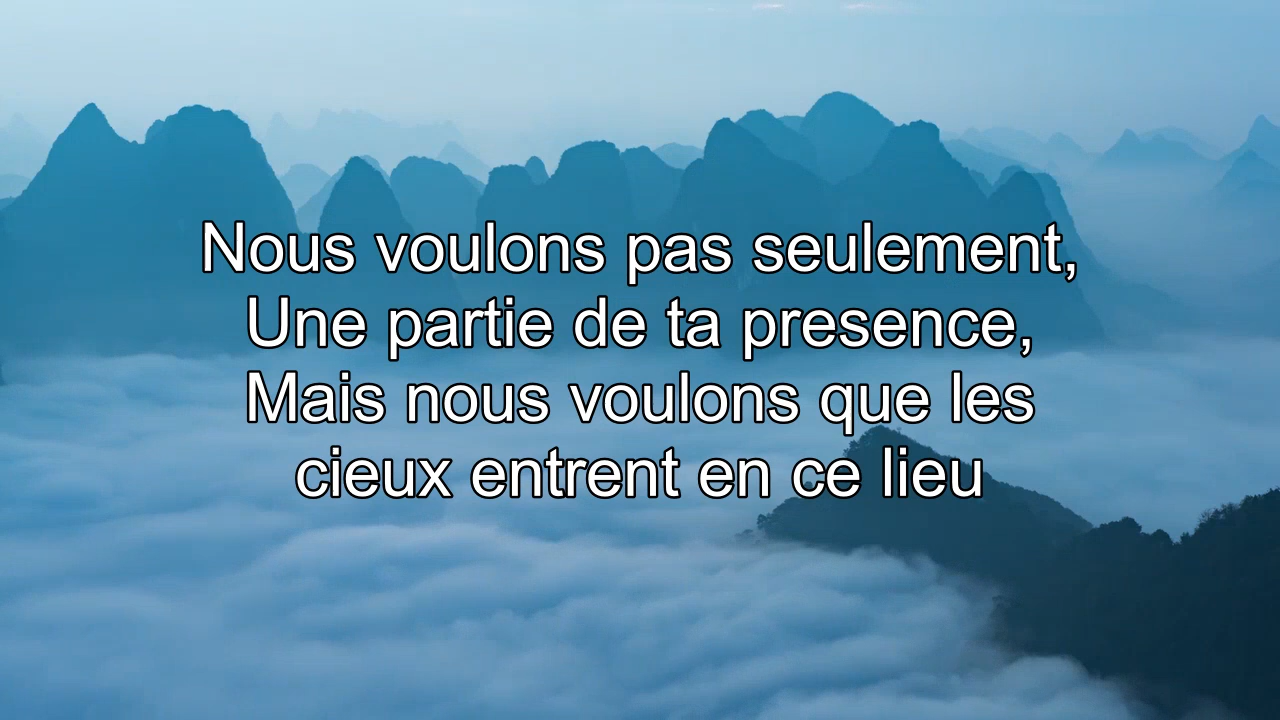 Nous voulons pas seulement,
Une partie de ta presence,
Mais nous voulons que les
cieux entrent en ce lieu